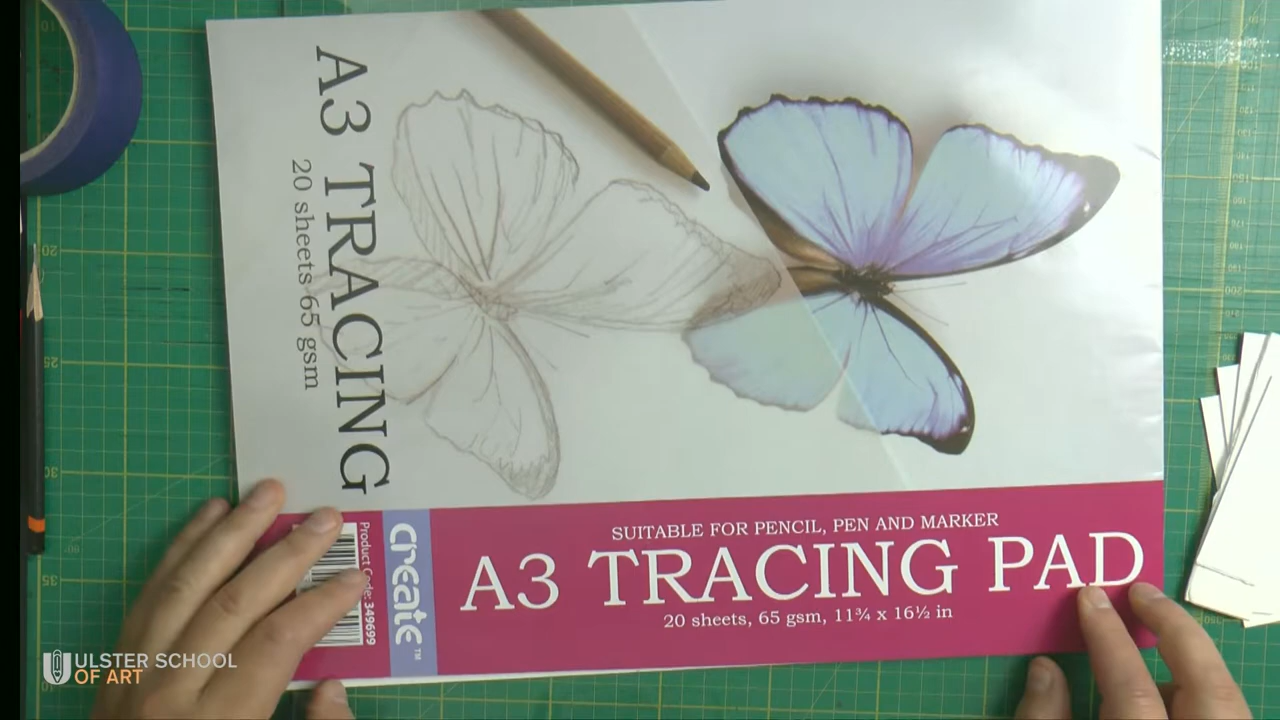 A3 TRACING
20 sheets 65 gsm
SUITABLE FOR PENCIL, PEN AND MARKER
A3 TRACING PAD
20 sheets, 65 gsm, 11¾ x 16½ in
create™
Product Code: 349699
ULSTER SCHOOL
OF ART